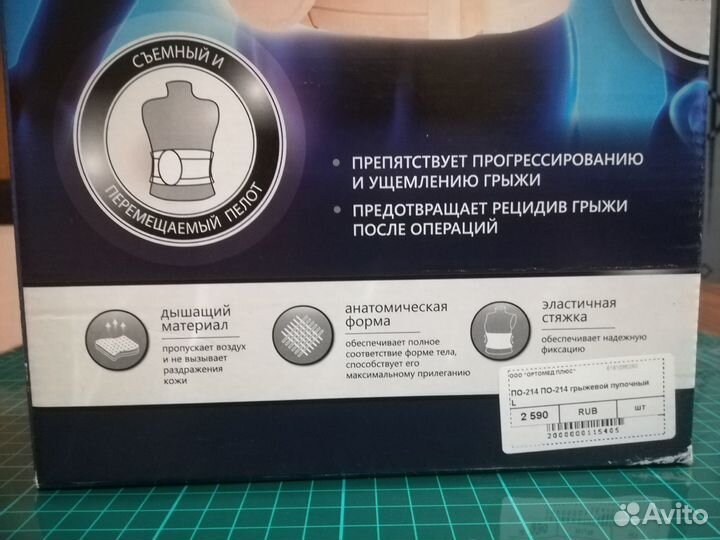 СЪЕМНЫЙ И
ПЕРЕМЕЩАЕМЫЙ ПЕЛОТ
• ПРЕПЯТСТВУЕТ ПРОГРЕССИРОВАНИЮ
И УЩЕМЛЕНИЮ ГРЫЖИ
• ПРЕДОТВРАЩАЕТ РЕЦИДИВ ГРЫЖИ
ПОСЛЕ ОПЕРАЦИЙ
дышащий
материал
пропускает воздух
и не вызывает
раздражения
кожи
анатомическая
форма
обеспечивает полное
соответствие форме тела,
способствует его
максимальному прилеганию
эластичная
стяжка
обеспечивает надежную
фиксацию
ООО "ОРТОМЕД ПЛЮС"
ПО-214 ПО-214 грыжевой пупочный
L
2 590 RUB шт
2000600115405
Avito